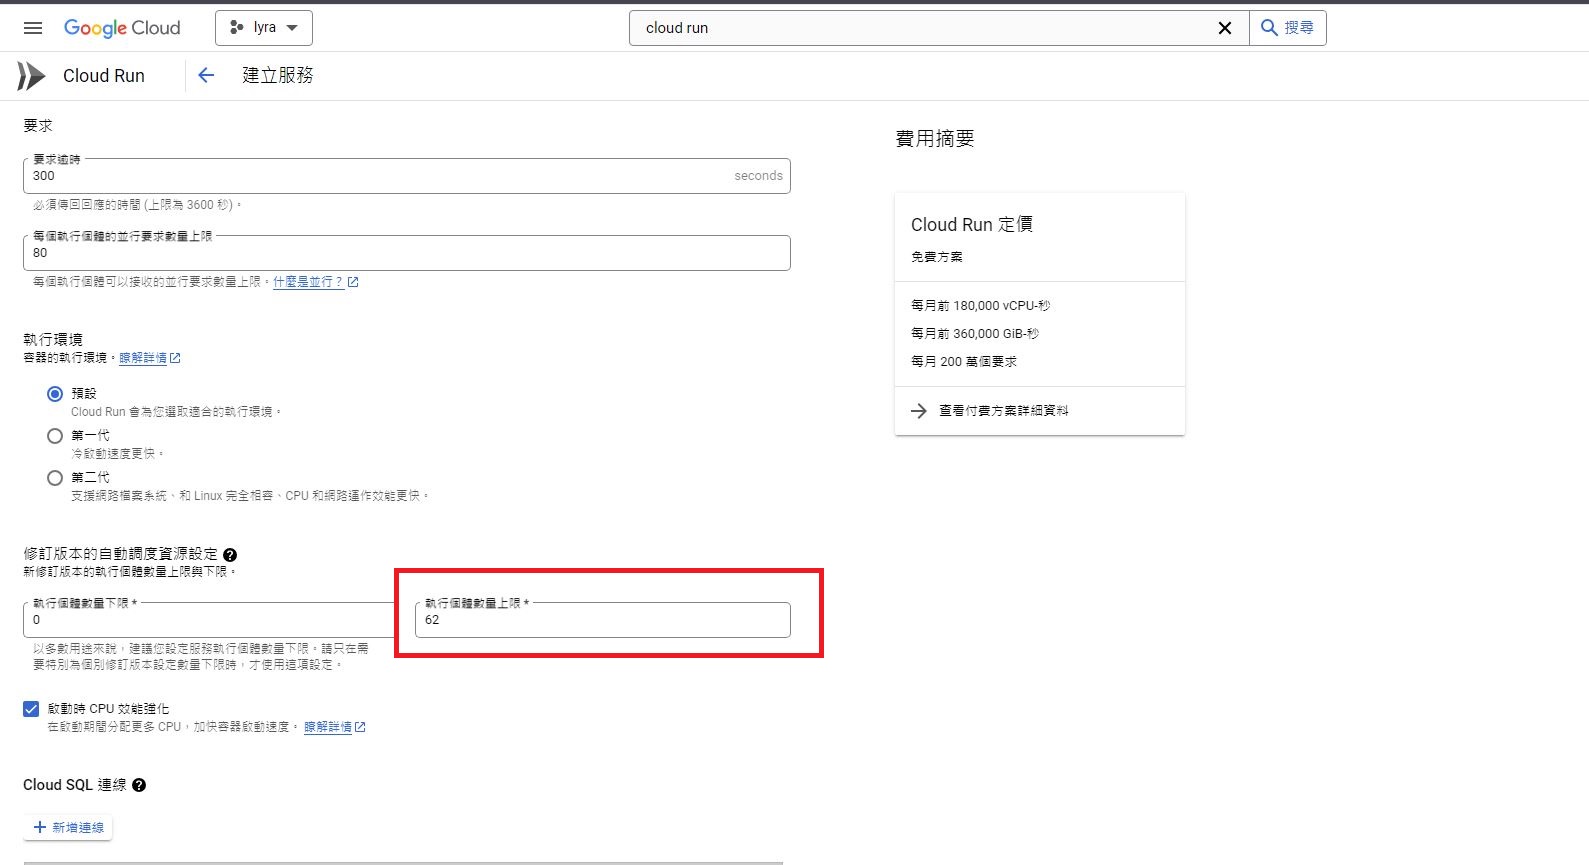 Google Cloud
lyra
cloud run
搜尋
Cloud Run
建立服務
要求
要求逾時
300
seconds
必須傳回回應的時間 (上限為 3600 秒)。
每個執行個體的並行要求數量上限
80
每個執行個體可以接收的並行要求數量上限。什麼是並行？
執行環境
容器的執行環境。瞭解詳情
預設
Cloud Run 會為您選取適合的執行環境。
第一代
冷啟動速度更快。
第二代
支援網路檔案系統、和 Linux 完全相容、CPU 和網路運作效能更快。
修訂版本的自動調度資源設定
新修訂版本的執行個體數量上限與下限。
執行個體數量下限 *
0
執行個體數量上限 *
62
以多數用途來說，建議您設定服務執行個體數量下限。請只在需
要特別為個別修訂版本設定數量下限時，才使用這項設定。
啟動時 CPU 效能強化
在啟動期間分配更多 CPU，加快容器啟動速度。 瞭解詳情
Cloud SQL 連線
新增連線
費用摘要
Cloud Run 定價
免費方案
每月前 180,000 vCPU-秒
每月前 360,000 GiB-秒
每月 200 萬個要求
查看付費方案詳細資料